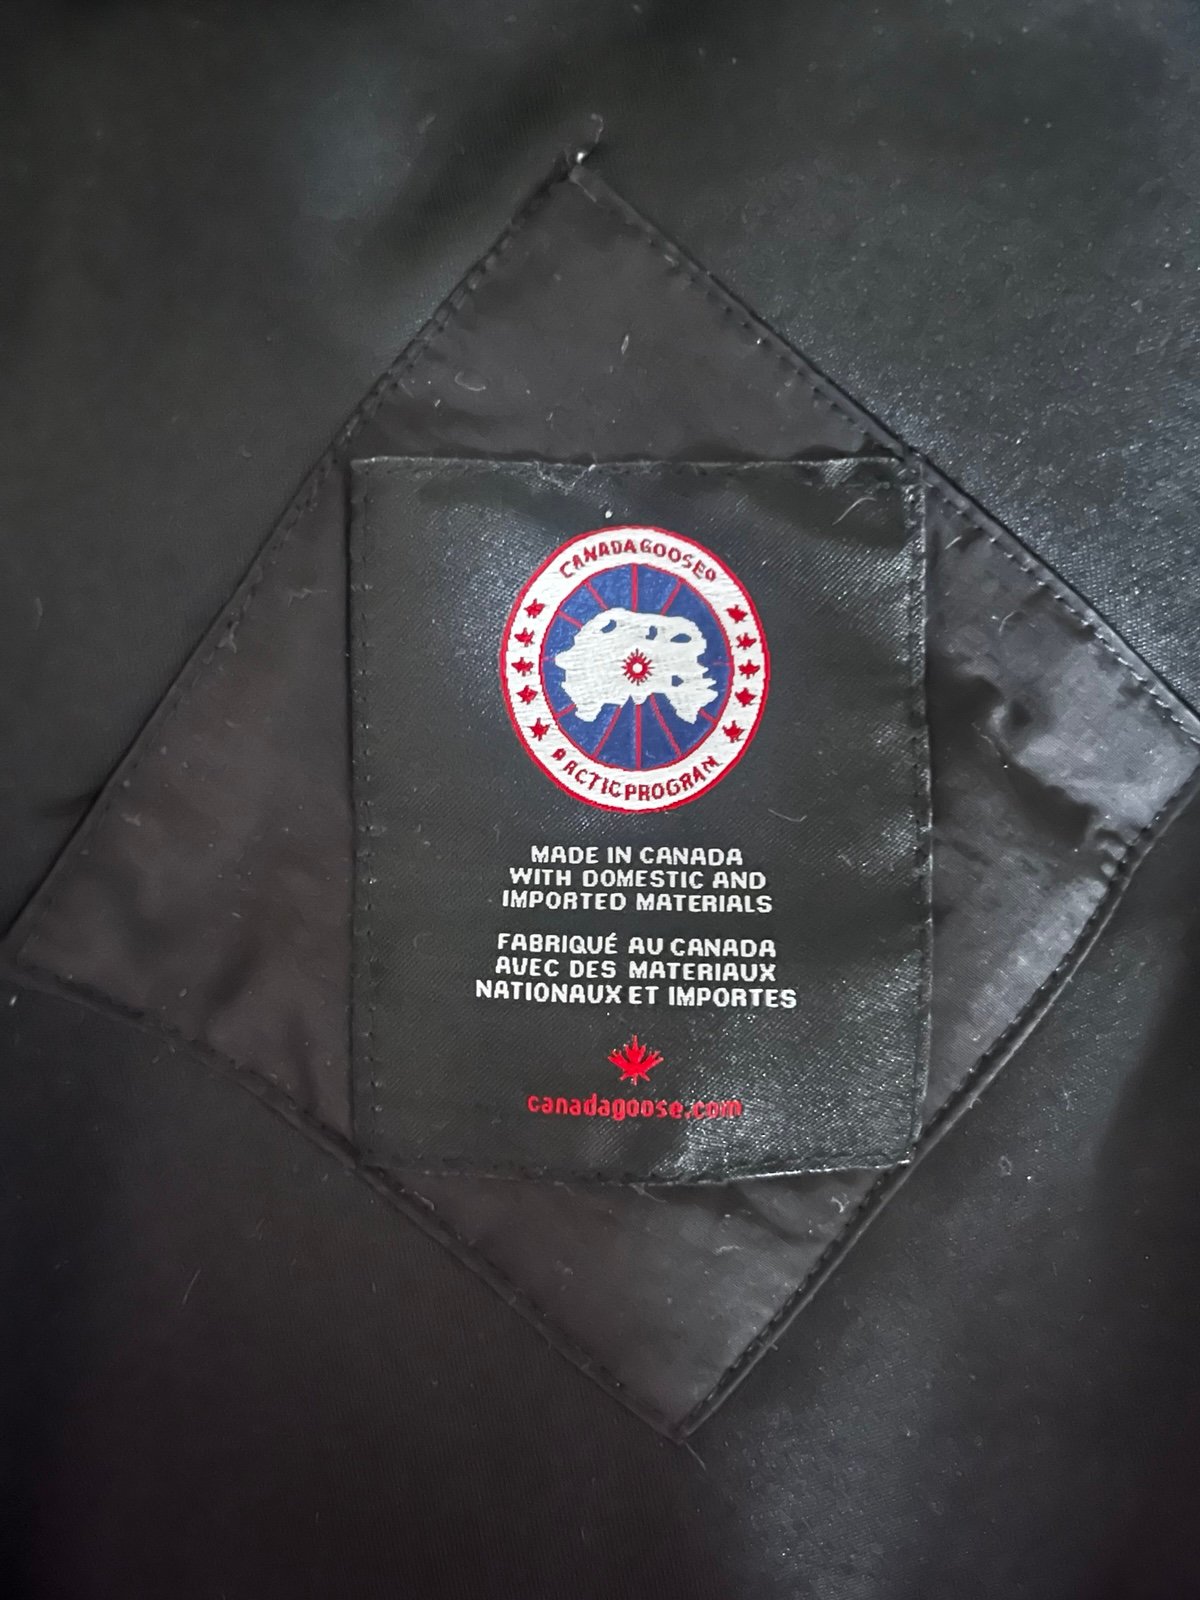 CANADA GOOSE®
ARCTIC PROGRAM
MADE IN CANADA
WITH DOMESTIC AND
IMPORTED MATERIALS
FABRIQUÉ AU CANADA
AVEC DES MATERIAUX
NATIONAUX ET IMPORTES
canadagoose.com